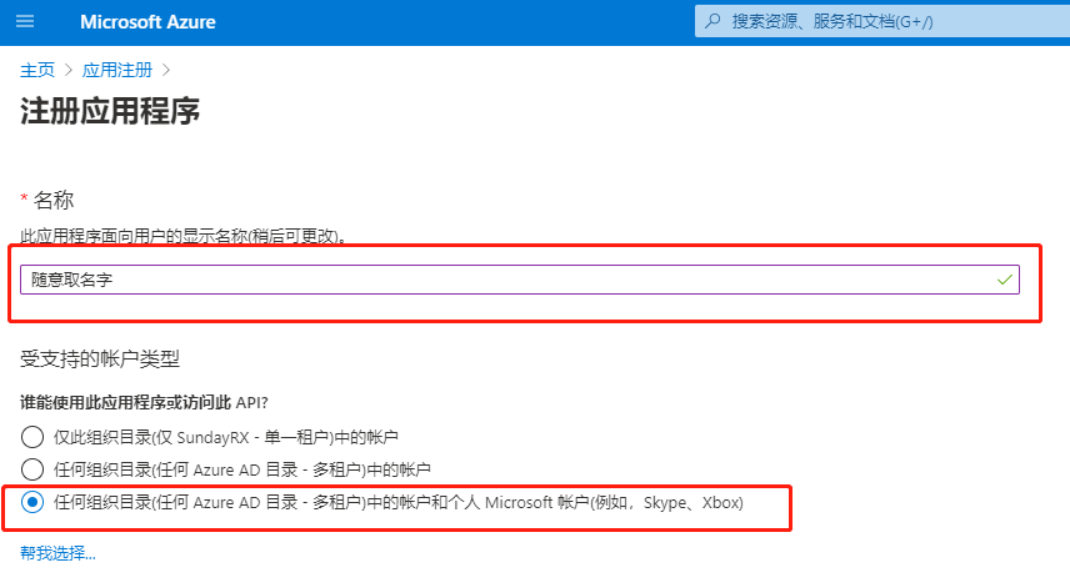 Microsoft Azure
搜索资源、服务和文档(G+/)
主页 > 应用注册 >
注册应用程序
* 名称
此应用程序面向用户的显示名称(稍后可更改)。
随意取名字
受支持的帐户类型
谁能使用此应用程序或访问此 API?
仅此组织目录(仅 SundayRX - 单一租户)中的帐户
任何组织目录(任何 Azure AD 目录 - 多租户)中的帐户
任何组织目录(任何 Azure AD 目录 - 多租户)中的帐户和个人 Microsoft 帐户(例如，Skype、Xbox)
帮我选择...